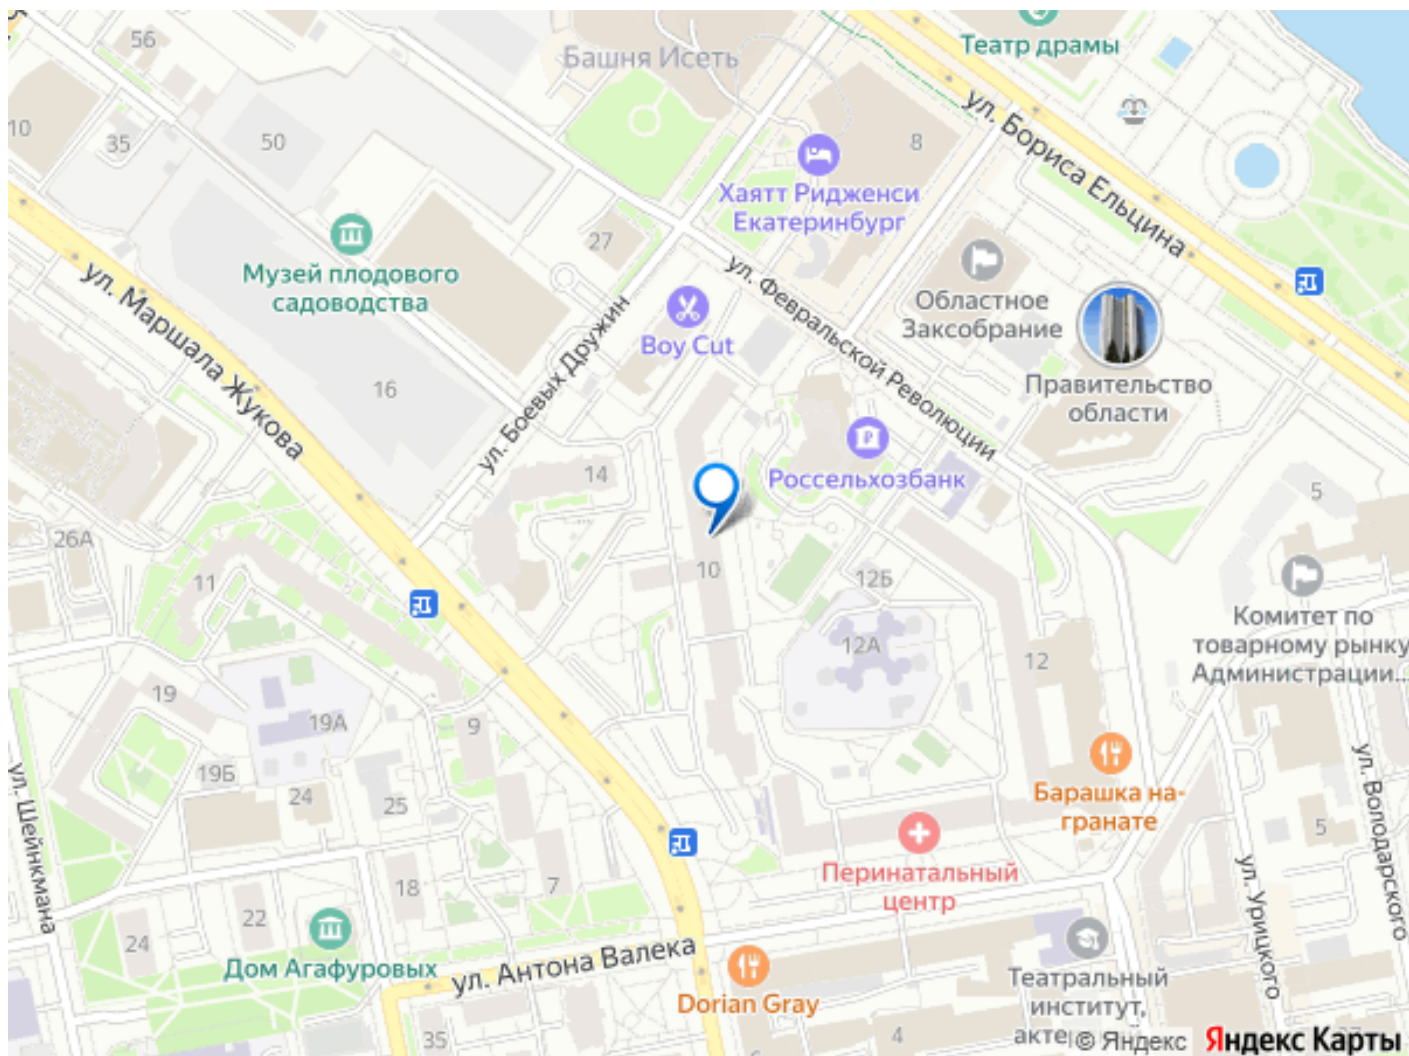 56
Башня Исеть
Театр драмы
10
35
50
8
ул. Бориса Ельцина
Хаятт Ридженси
Екатеринбург
27
Музей плодового
садоводства
ул. Маршала Жукова
ул. Февральской Революции
Областное
Заксобрание
Boy Cut
ул. Боевых Дружин
16
Правительство
области
14
Россельхозбанк
5
26А
11
10
12Б
12А
12
Комитет по
товарному рынку
Администрации...
19
19А
9
19Б
24
25
ул. Шейнкмана
ул. Володарского
Барашка на-
гранате
5
Перинатальный
центр
18
7
22
24
ул. Урицкого
Дом Агафуровых
ул. Антона Валека
Dorian Gray
Театральный
институт,
акте
35
4
© Яндекс
Яндекс Карты